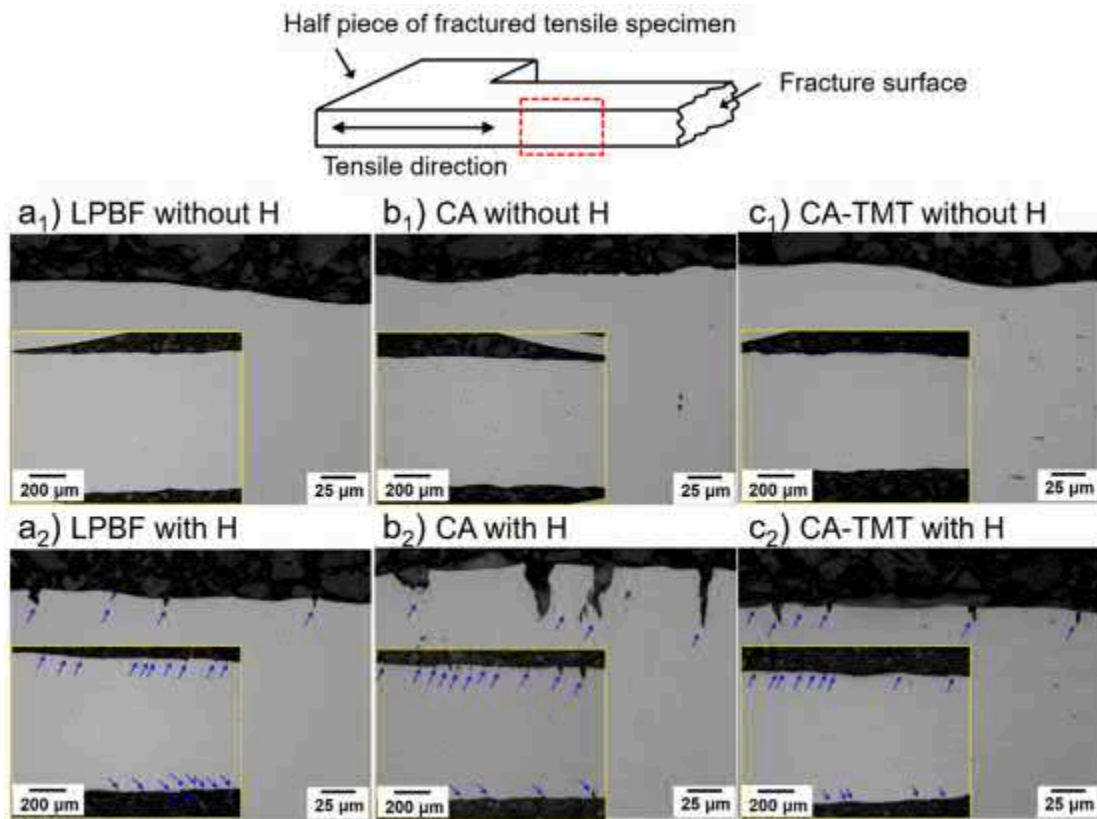 Half piece of fractured tensile specimen
Fracture surface
Tensile direction
a₁) LPBF without H
b₁) CA without H
c₁) CA-TMT without H
200 µm
25 µm
200 µm
25 µm
200 µm
25 µm
a₂) LPBF with H
b₂) CA with H
c₂) CA-TMT with H
200 µm
25 µm
200 µm
25 µm
200 µm
25 µm